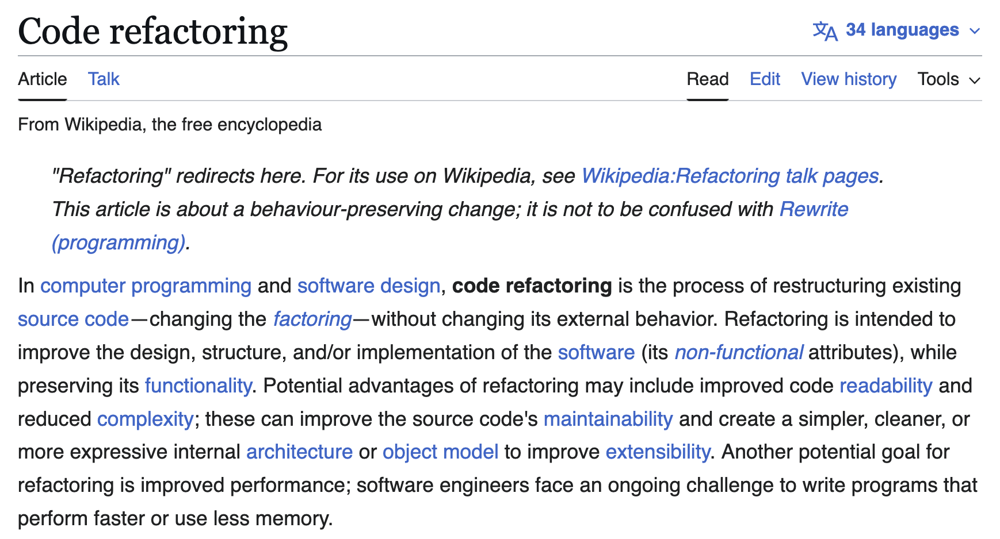 Code refactoring
文A 34 languages
Article Talk Read Edit View history Tools
From Wikipedia, the free encyclopedia
"Refactoring" redirects here. For its use on Wikipedia, see Wikipedia:Refactoring talk pages.
This article is about a behaviour-preserving change; it is not to be confused with Rewrite
(programming).
In computer programming and software design, code refactoring is the process of restructuring existing
source code—changing the factoring—without changing its external behavior. Refactoring is intended to
improve the design, structure, and/or implementation of the software (its non-functional attributes), while
preserving its functionality. Potential advantages of refactoring may include improved code readability and
reduced complexity; these can improve the source code's maintainability and create a simpler, cleaner, or
more expressive internal architecture or object model to improve extensibility. Another potential goal for
refactoring is improved performance; software engineers face an ongoing challenge to write programs that
perform faster or use less memory.